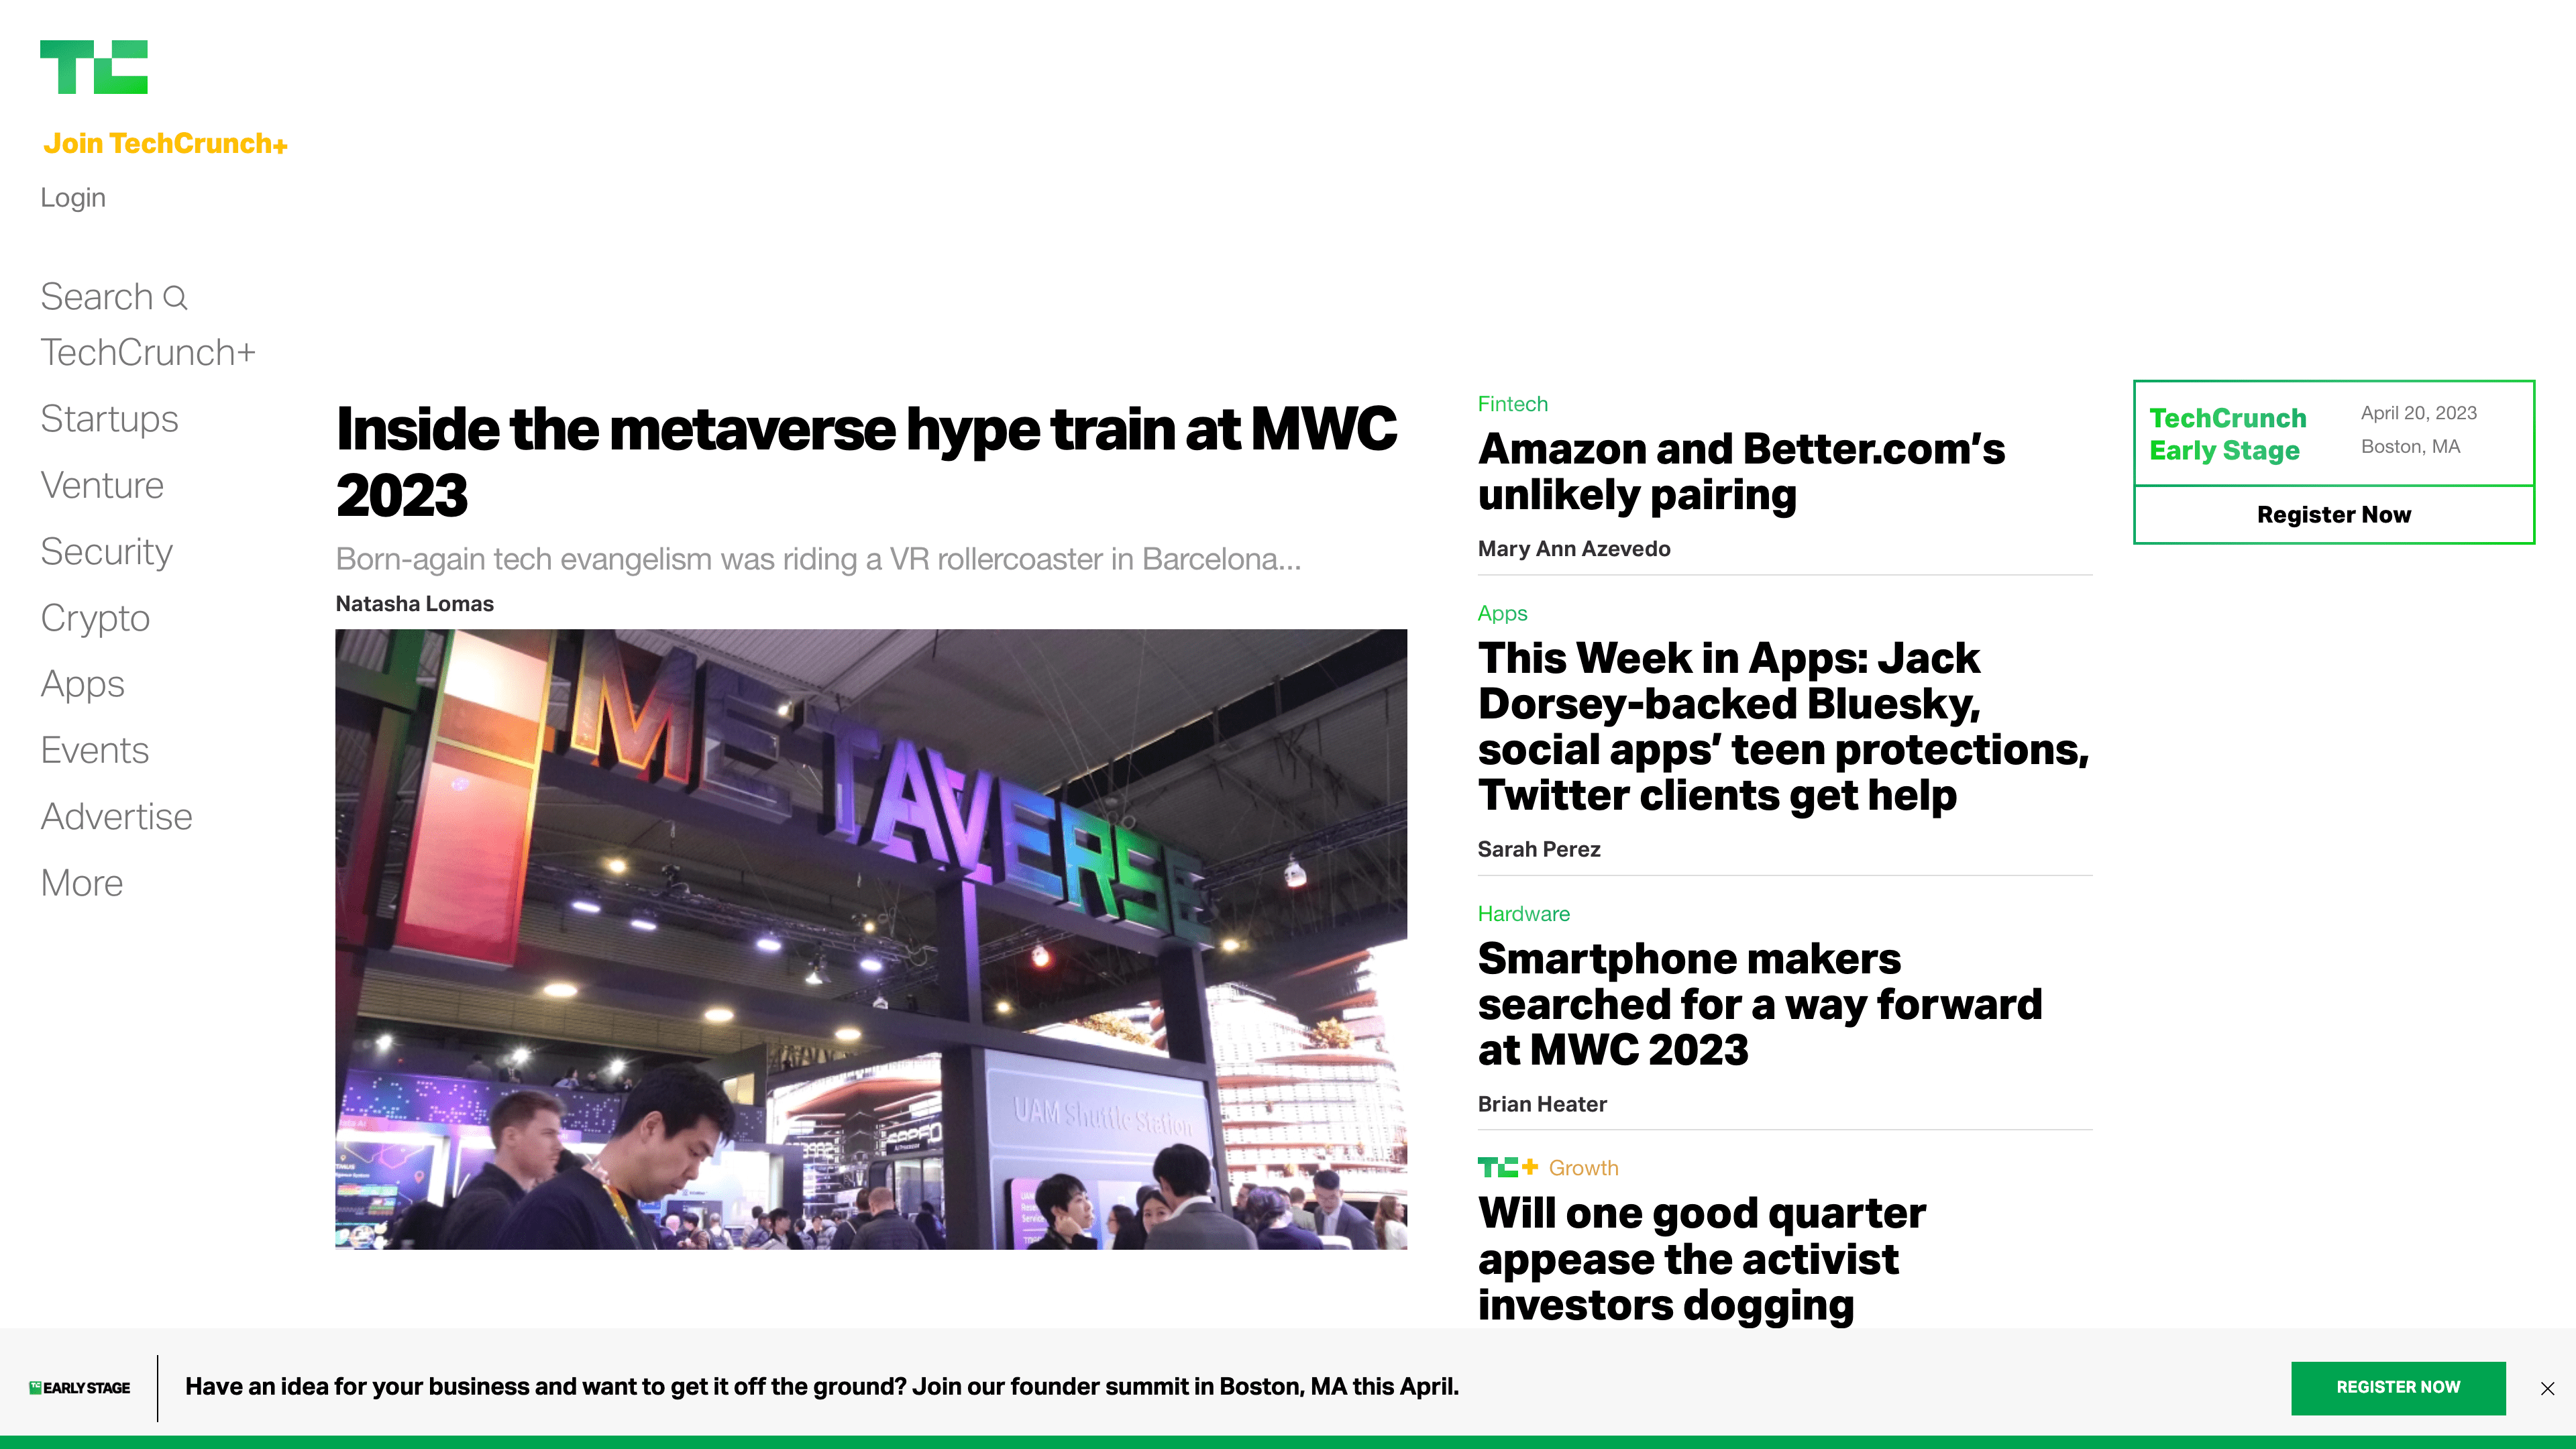 TC
Join TechCrunch+
Login
Search
TechCrunch+
Startups
Venture
Security
Crypto
Apps
Events
Advertise
More
Inside the metaverse hype train at MWC
2023
Born-again tech evangelism was riding a VR rollercoaster in Barcelona...
Natasha Lomas
METAVERSE
UAM Shuttle Station
Fintech
Amazon and Better.com’s
unlikely pairing
Mary Ann Azevedo
Apps
This Week in Apps: Jack
Dorsey-backed Bluesky,
social apps’ teen protections,
Twitter clients get help
Sarah Perez
Hardware
Smartphone makers
searched for a way forward
at MWC 2023
Brian Heater
TC+ Growth
Will one good quarter
appease the activist
investors dogging
TechCrunch
Early Stage
April 20, 2023
Boston, MA
Register Now
TC EARLY STAGE
Have an idea for your business and want to get it off the ground? Join our founder summit in Boston, MA this April.
REGISTER NOW